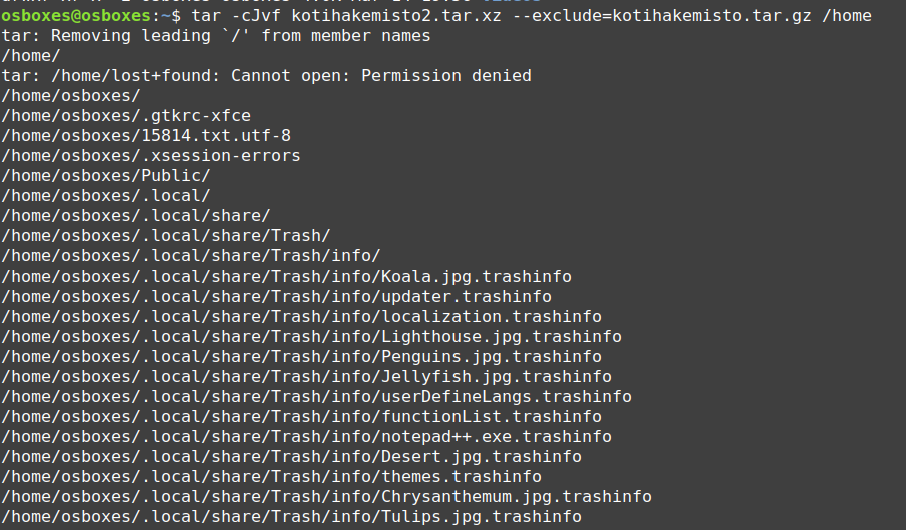 osboxes@osboxes:~$ tar -cJvf kotihakemisto2.tar.xz --exclude=kotihakemisto.tar.gz /home
tar: Removing leading `/' from member names
/home/
tar: /home/lost+found: Cannot open: Permission denied
/home/osboxes/
/home/osboxes/.gtkrc-xfce
/home/osboxes/15814.txt.utf-8
/home/osboxes/.xsession-errors
/home/osboxes/Public/
/home/osboxes/.local/
/home/osboxes/.local/share/
/home/osboxes/.local/share/Trash/
/home/osboxes/.local/share/Trash/info/
/home/osboxes/.local/share/Trash/info/Koala.jpg.trashinfo
/home/osboxes/.local/share/Trash/info/updater.trashinfo
/home/osboxes/.local/share/Trash/info/localization.trashinfo
/home/osboxes/.local/share/Trash/info/Lighthouse.jpg.trashinfo
/home/osboxes/.local/share/Trash/info/Penguins.jpg.trashinfo
/home/osboxes/.local/share/Trash/info/Jellyfish.jpg.trashinfo
/home/osboxes/.local/share/Trash/info/userDefineLangs.trashinfo
/home/osboxes/.local/share/Trash/info/functionList.trashinfo
/home/osboxes/.local/share/Trash/info/notepad++.exe.trashinfo
/home/osboxes/.local/share/Trash/info/Desert.jpg.trashinfo
/home/osboxes/.local/share/Trash/info/themes.trashinfo
/home/osboxes/.local/share/Trash/info/Chrysanthemum.jpg.trashinfo
/home/osboxes/.local/share/Trash/info/Tulips.jpg.trashinfo